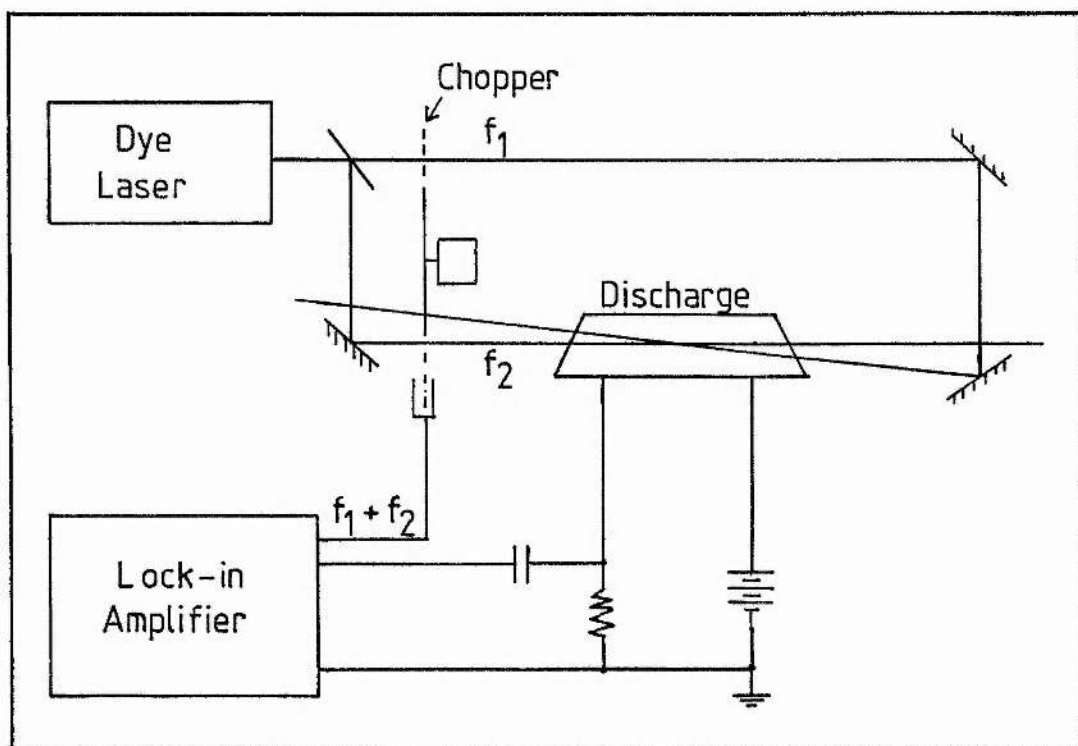 Chopper
Dye
Laser
f₁
Discharge
f₂
f₁ + f₂
Lock-in
Amplifier